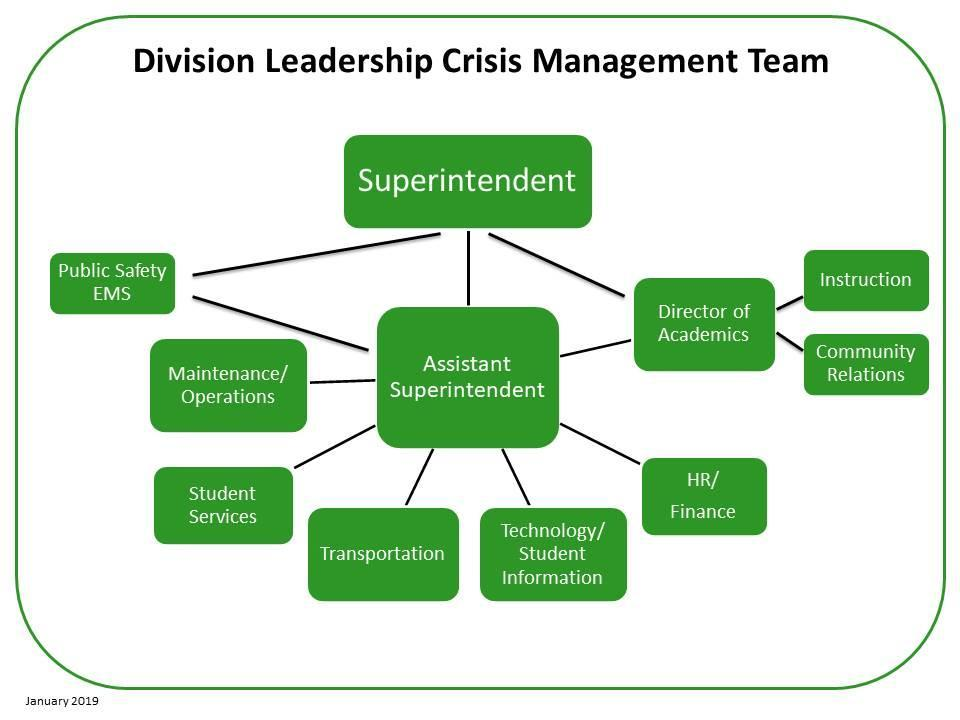 Division Leadership Crisis Management Team
Superintendent
Public Safety
EMS
Instruction
Director of
Academics
Community
Relations
Assistant
Superintendent
Maintenance/
Operations
Student
Services
HR/
Finance
Transportation
Technology/
Student
Information
January 2019